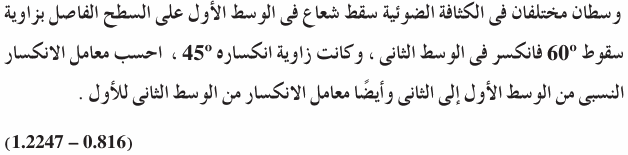 وسطان مختلفان فى الكثافة الضوئية سقط شعاع فى الوسط الأول على السطح الفاصل بزاوية
سقوط 60º فانكسر فى الوسط الثانى ، وكانت زاوية انكساره 45º ، احسب معامل الانكسار
النسبى من الوسط الأول إلى الثانى وأيضًا معامل الانكسار من الوسط الثانى للأول .
(1.2247 – 0.816)